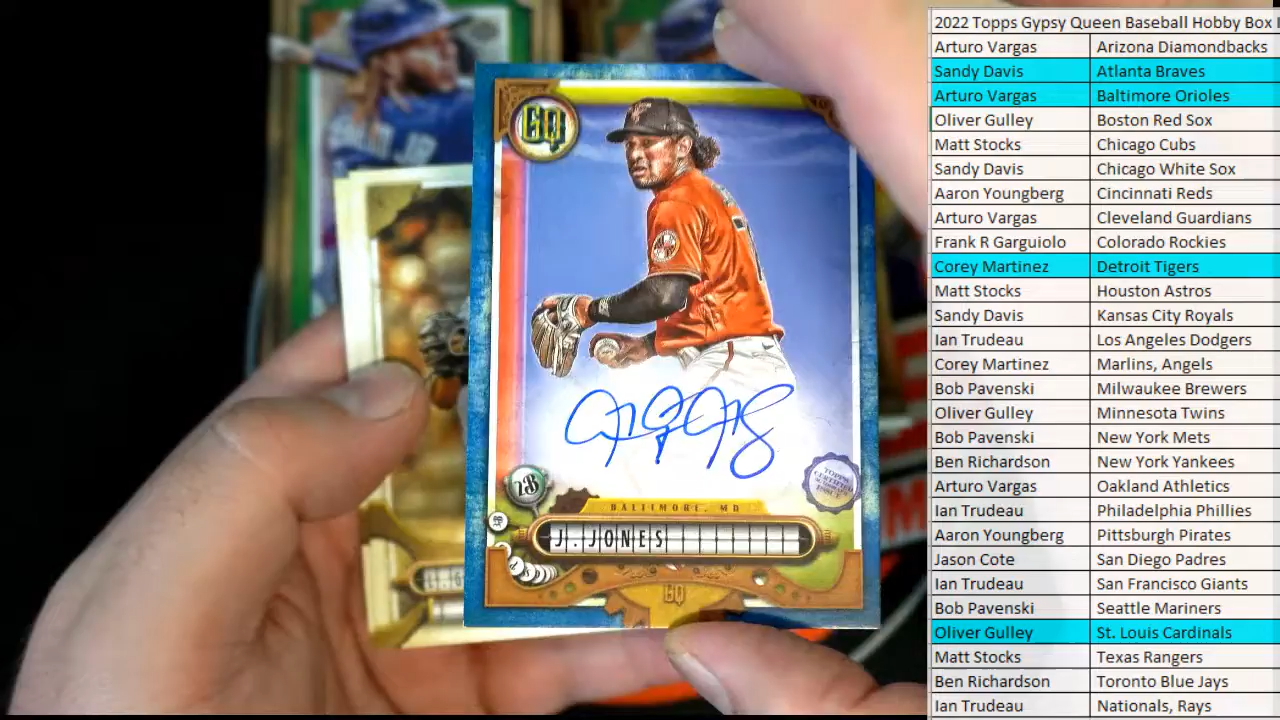 GQ
BALTIMORE, MD
J. JONES
GQ
2022 Topps Gypsy Queen Baseball Hobby Box
Arturo Vargas Arizona Diamondbacks
Sandy Davis Atlanta Braves
Arturo Vargas Baltimore Orioles
Oliver Gulley Boston Red Sox
Matt Stocks Chicago Cubs
Sandy Davis Chicago White Sox
Aaron Youngberg Cincinnati Reds
Arturo Vargas Cleveland Guardians
Frank R Garguiolo Colorado Rockies
Corey Martinez Detroit Tigers
Matt Stocks Houston Astros
Sandy Davis Kansas City Royals
Ian Trudeau Los Angeles Dodgers
Corey Martinez Marlins, Angels
Bob Pavenski Milwaukee Brewers
Oliver Gulley Minnesota Twins
Bob Pavenski New York Mets
Ben Richardson New York Yankees
Arturo Vargas Oakland Athletics
Ian Trudeau Philadelphia Phillies
Aaron Youngberg Pittsburgh Pirates
Jason Cote San Diego Padres
Ian Trudeau San Francisco Giants
Bob Pavenski Seattle Mariners
Oliver Gulley St. Louis Cardinals
Matt Stocks Texas Rangers
Ben Richardson Toronto Blue Jays
Ian Trudeau Nationals, Rays